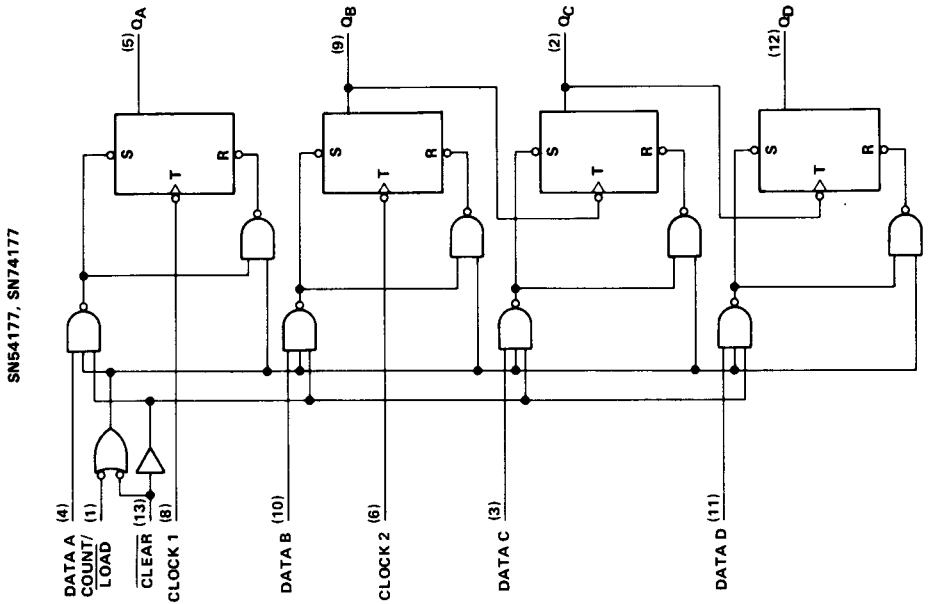 SN54177, SN74177
DATA A (4)
COUNT/
LOAD (1)
CLEAR (13)
CLOCK 1 (8)
DATA B (10)
CLOCK 2 (6)
DATA C (3)
DATA D (11)
S
T
R
(5) QA
S
T
R
(9) QB
S
T
R
(2) QC
S
T
R
(12) QD